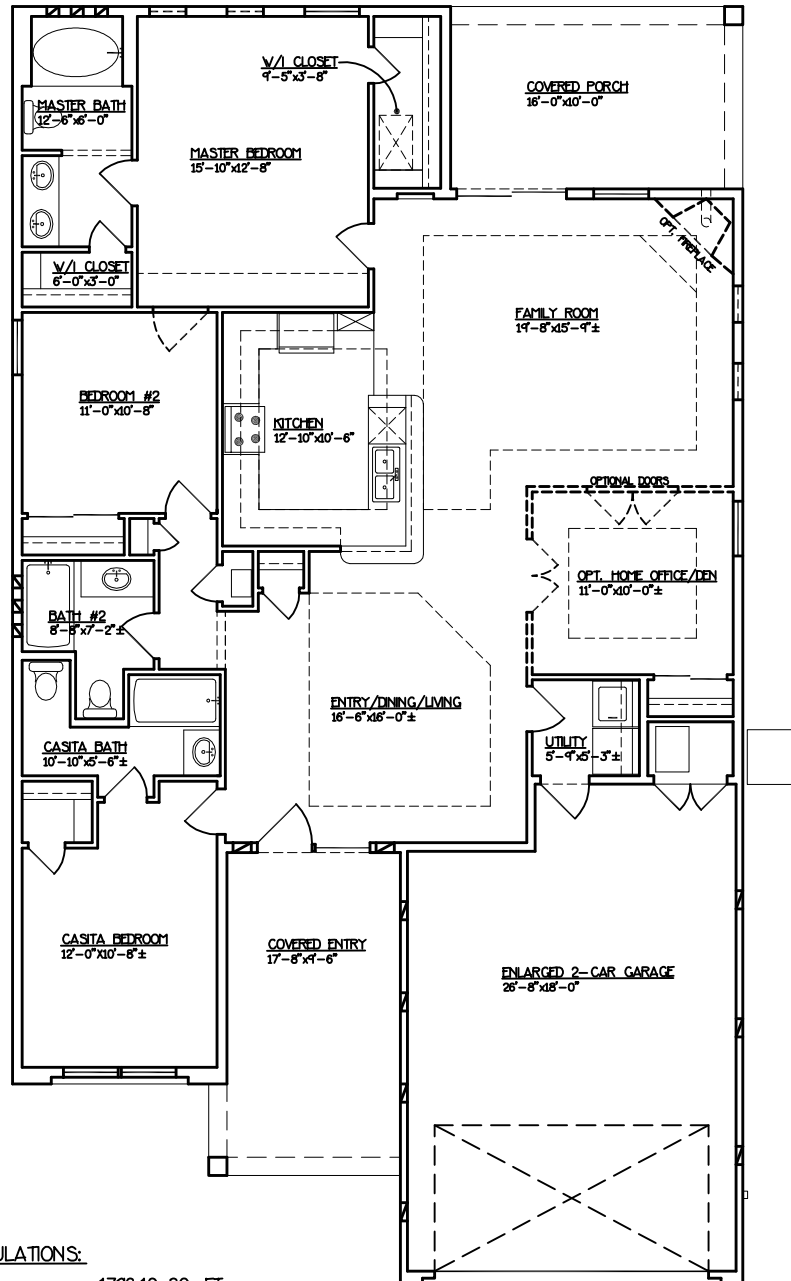 W/I CLOSET
9'-5"x3'-8"
COVERED PORCH
16'-0"x10'-0"
MASTER BATH
12'-6"x6'-0"
MASTER BEDROOM
15'-10"x12'-8"
OPT. FIREPLACE
W/I CLOSET
6'-0"x3'-0"
FAMILY ROOM
19'-8"x15'-9"±
BEDROOM #2
11'-0"x10'-8"
KITCHEN
12'-10"x10'-6"
OPTIONAL DOORS
OPT. HOME OFFICE/DEN
11'-0"x10'-0"±
BATH #2
8'-8"x7'-2"±
ENTRY/DINING/LIVING
16'-6"x16'-0"±
CASITA BATH
10'-10"x5'-6"±
UTILITY
5'-9"x5'-3"±
CASITA BEDROOM
12'-0"X10'-8"±
COVERED ENTRY
17'-8"x9'-6"
ENLARGED 2-CAR GARAGE
26'-8"x18'-0"
ULATIONS: